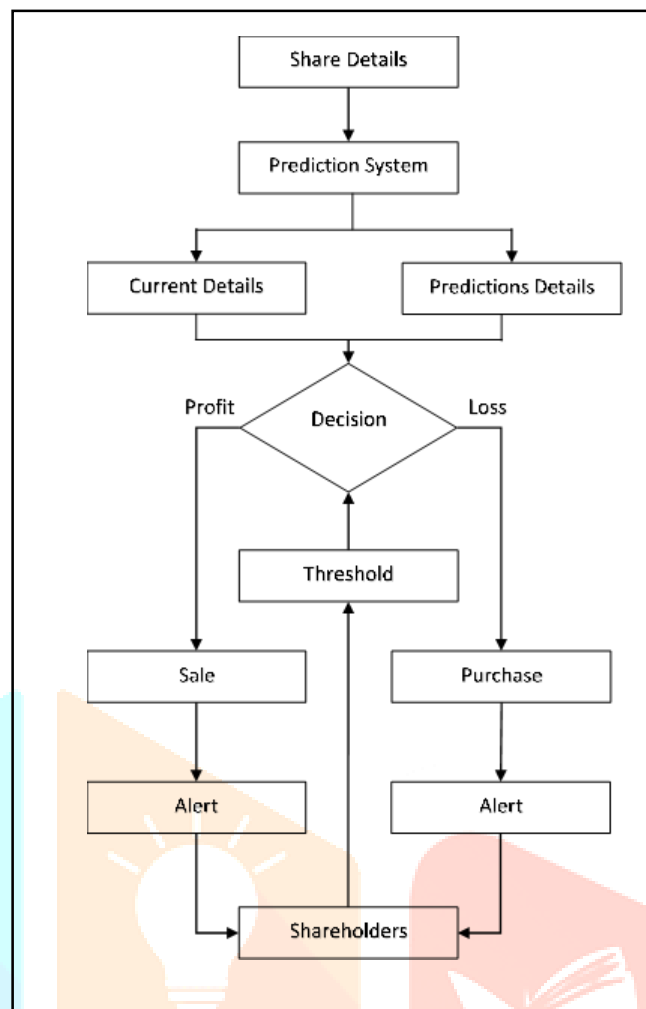 Share Details
Prediction System
Current Details
Predictions Details
Profit
Decision
Loss
Threshold
Sale
Purchase
Alert
Alert
Shareholders